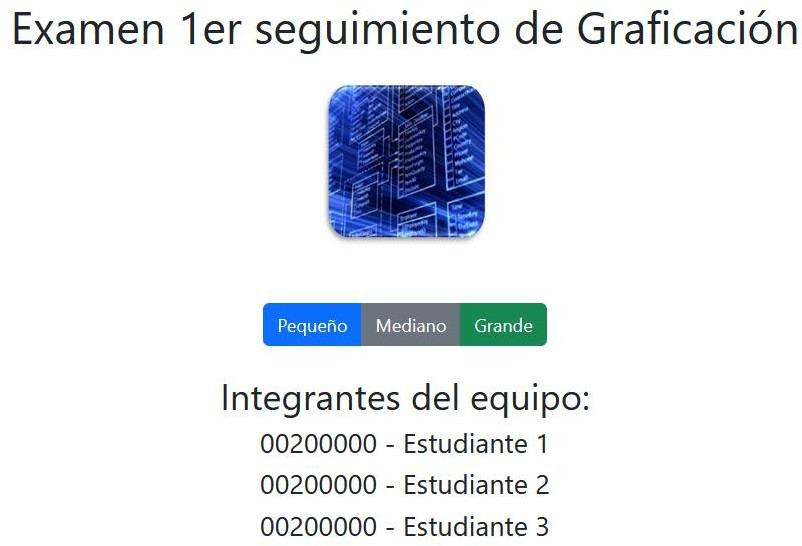 Examen 1er seguimiento de Graficación
Pequeño Mediano Grande
Integrantes del equipo:
00200000 - Estudiante 1
00200000 - Estudiante 2
00200000 - Estudiante 3